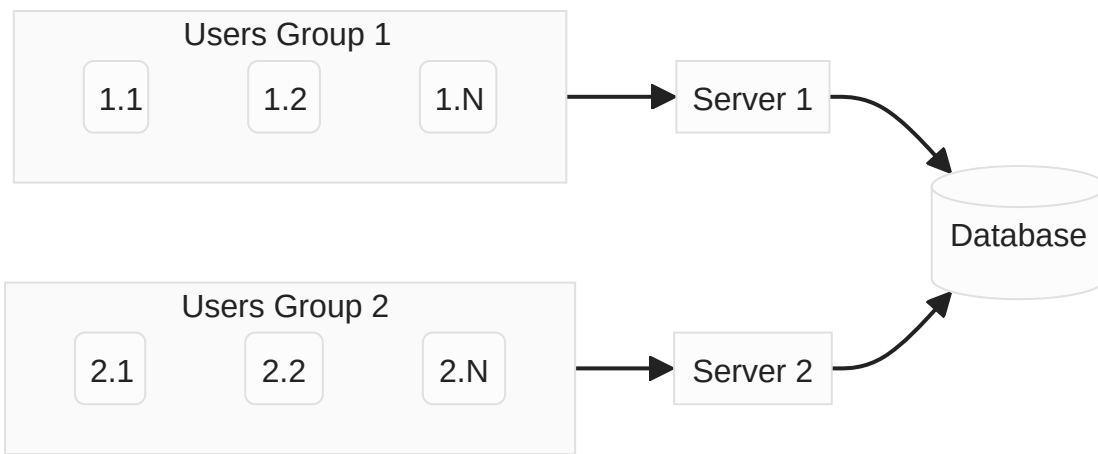 Users Group 1
1.1
1.2
1.N
Server 1
Database
Users Group 2
2.1
2.2
2.N
Server 2